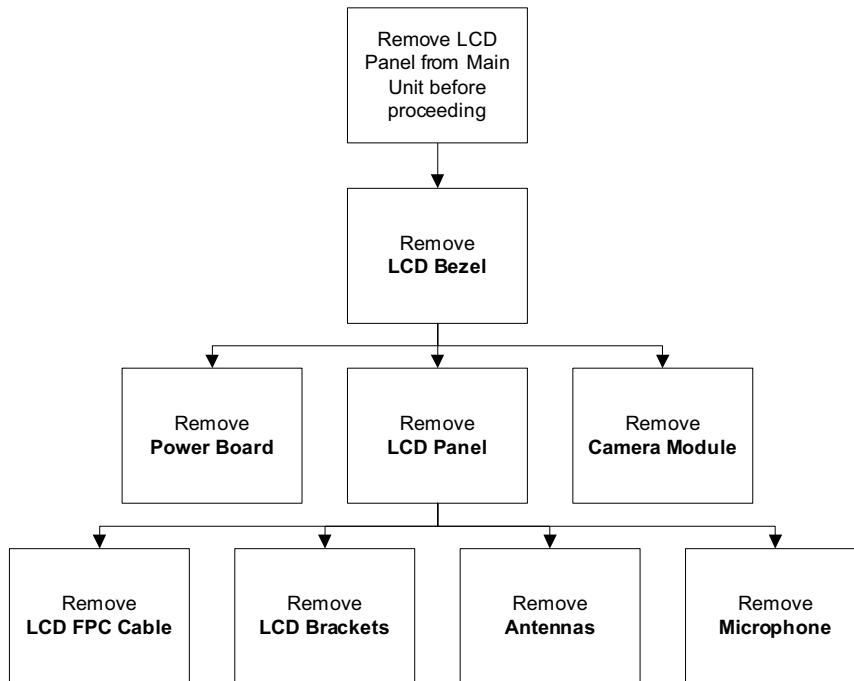 Remove LCD
Panel from Main
Unit before
proceeding
Remove
LCD Bezel
Remove
Power Board
Remove
LCD Panel
Remove
Camera Module
Remove
LCD FPC Cable
Remove
LCD Brackets
Remove
Antennas
Remove
Microphone